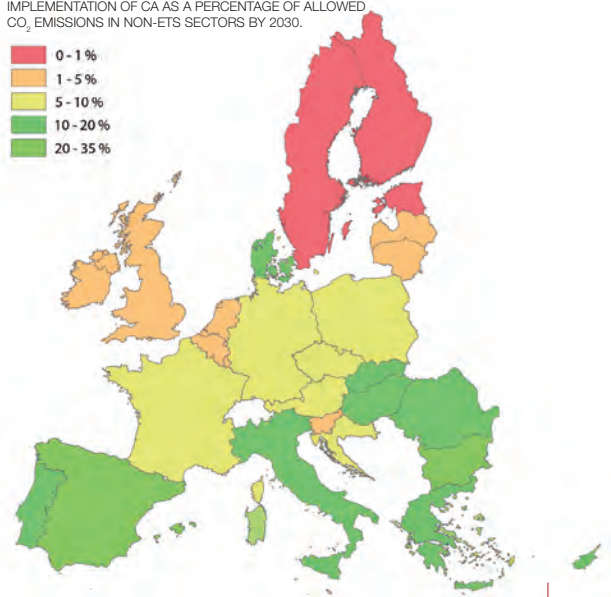 IMPLEMENTATION OF CA AS A PERCENTAGE OF ALLOWED
CO₂ EMISSIONS IN NON-ETS SECTORS BY 2030.
0 - 1 %
1 - 5 %
5 - 10 %
10 - 20 %
20 - 35 %